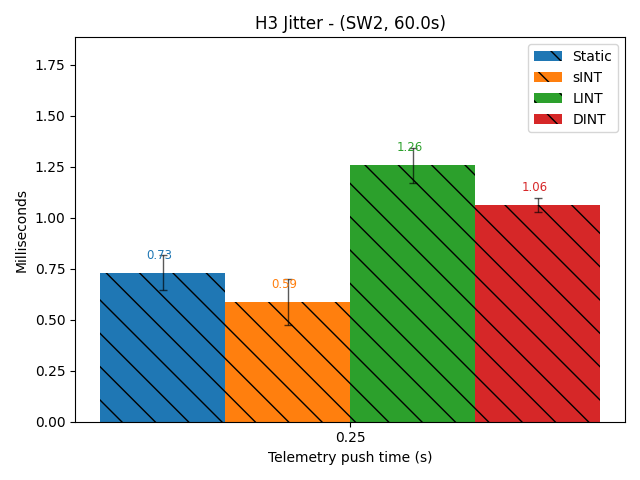 H3 Jitter - (SW2, 60.0s)
Static
sINT
LINT
DINT
1.75
1.50
1.25
1.00
0.75
0.50
0.25
0.00
Milliseconds
0.73
0.59
1.26
1.06
0.25
Telemetry push time (s)